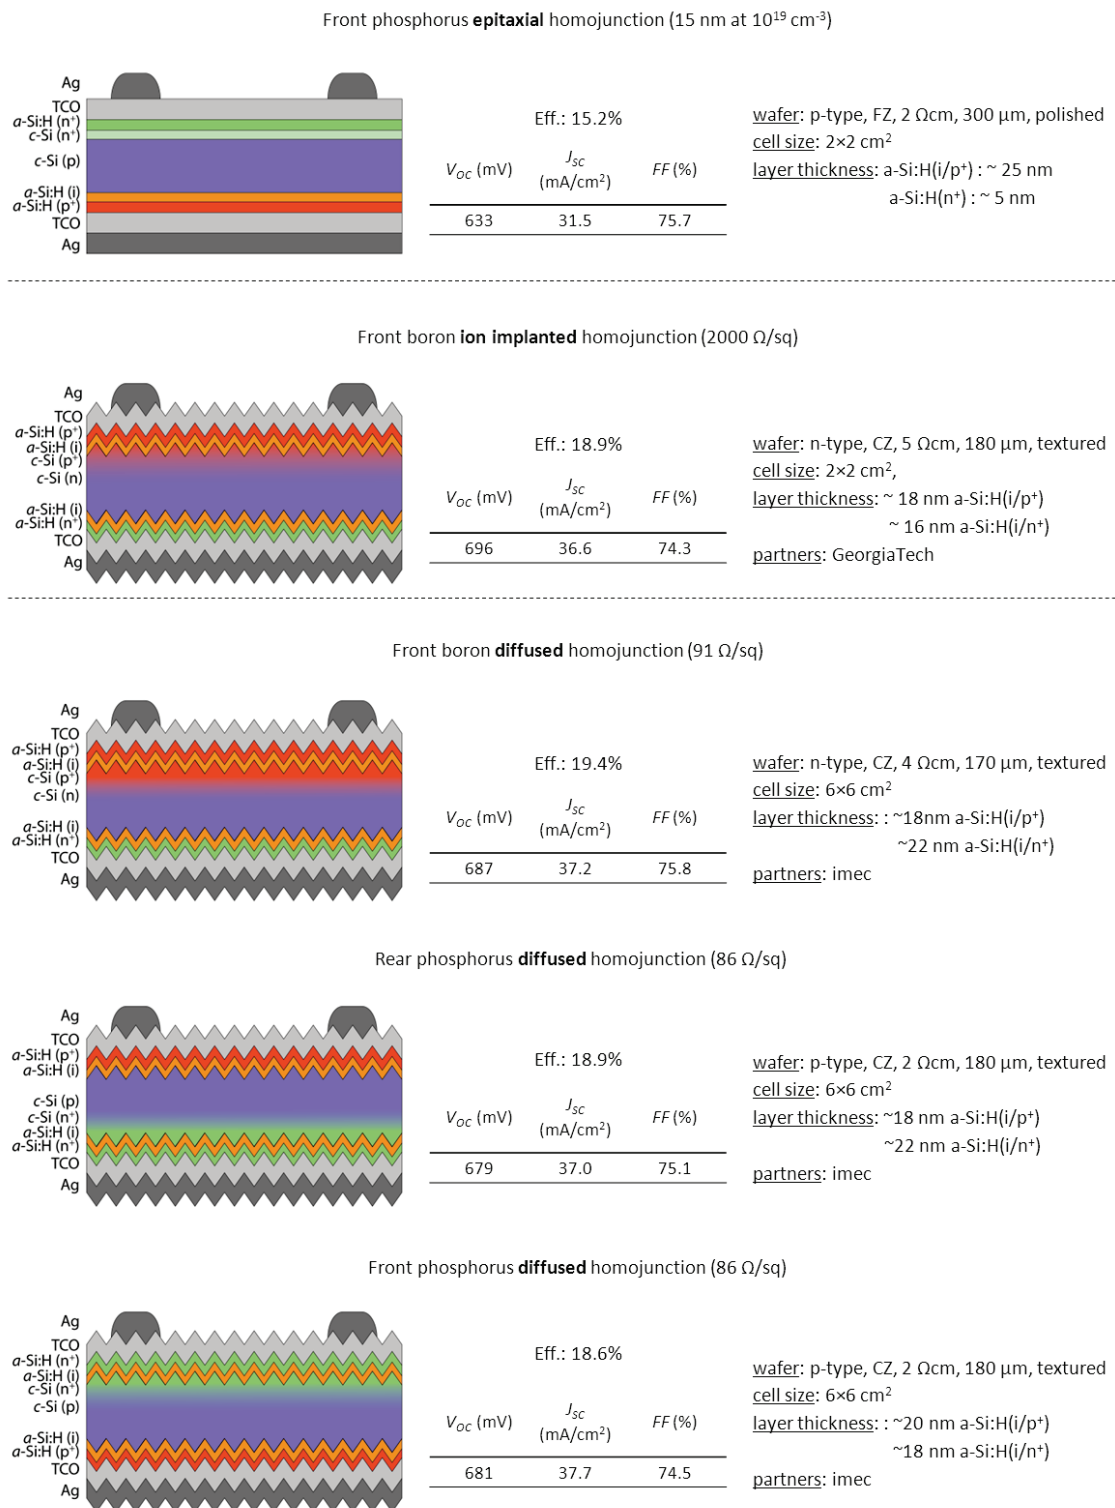 Front phosphorus epitaxial homojunction (15 nm at 10¹⁹ cm⁻³)
Ag
TCO
a-Si:H (n⁺)
c-Si (n⁺)
c-Si (p)
a-Si:H (i)
a-Si:H (p⁺)
TCO
Ag
Eff.: 15.2%
V_OC (mV) J_SC (mA/cm²) FF (%)
633 31.5 75.7
wafer: p-type, FZ, 2 Ωcm, 300 µm, polished
cell size: 2×2 cm²
layer thickness: a-Si:H(i/p⁺) : ~ 25 nm
a-Si:H(n⁺) : ~ 5 nm
Front boron ion implanted homojunction (2000 Ω/sq)
Ag
TCO
a-Si:H (p⁺)
a-Si:H (i)
c-Si (p⁺)
c-Si (n)
a-Si:H (i)
a-Si:H (n⁺)
TCO
Ag
Eff.: 18.9%
V_OC (mV) J_SC (mA/cm²) FF (%)
696 36.6 74.3
wafer: n-type, CZ, 5 Ωcm, 180 µm, textured
cell size: 2×2 cm²,
layer thickness: ~ 18 nm a-Si:H(i/p⁺)
~ 16 nm a-Si:H(i/n⁺)
partners: GeorgiaTech
Front boron diffused homojunction (91 Ω/sq)
Ag
TCO
a-Si:H (p⁺)
a-Si:H (i)
c-Si (p⁺)
c-Si (n)
a-Si:H (i)
a-Si:H (n⁺)
TCO
Ag
Eff.: 19.4%
V_OC (mV) J_SC (mA/cm²) FF (%)
687 37.2 75.8
wafer: n-type, CZ, 4 Ωcm, 170 µm, textured
cell size: 6×6 cm²
layer thickness: : ~18nm a-Si:H(i/p⁺)
~22 nm a-Si:H(i/n⁺)
partners: imec
Rear phosphorus diffused homojunction (86 Ω/sq)
Ag
TCO
a-Si:H (p⁺)
a-Si:H (i)
c-Si (p)
c-Si (n⁺)
a-Si:H (i)
a-Si:H (n⁺)
TCO
Ag
Eff.: 18.9%
V_OC (mV) J_SC (mA/cm²) FF (%)
679 37.0 75.1
wafer: p-type, CZ, 2 Ωcm, 180 µm, textured
cell size: 6×6 cm²
layer thickness: ~18 nm a-Si:H(i/p⁺)
~22 nm a-Si:H(i/n⁺)
partners: imec
Front phosphorus diffused homojunction (86 Ω/sq)
Ag
TCO
a-Si:H (n⁺)
a-Si:H (i)
c-Si (n⁺)
c-Si (p)
a-Si:H (i)
a-Si:H (p⁺)
TCO
Ag
Eff.: 18.6%
V_OC (mV) J_SC (mA/cm²) FF (%)
681 37.7 74.5
wafer: p-type, CZ, 2 Ωcm, 180 µm, textured
cell size: 6×6 cm²
layer thickness: : ~20 nm a-Si:H(i/p⁺)
~18 nm a-Si:H(i/n⁺)
partners: imec